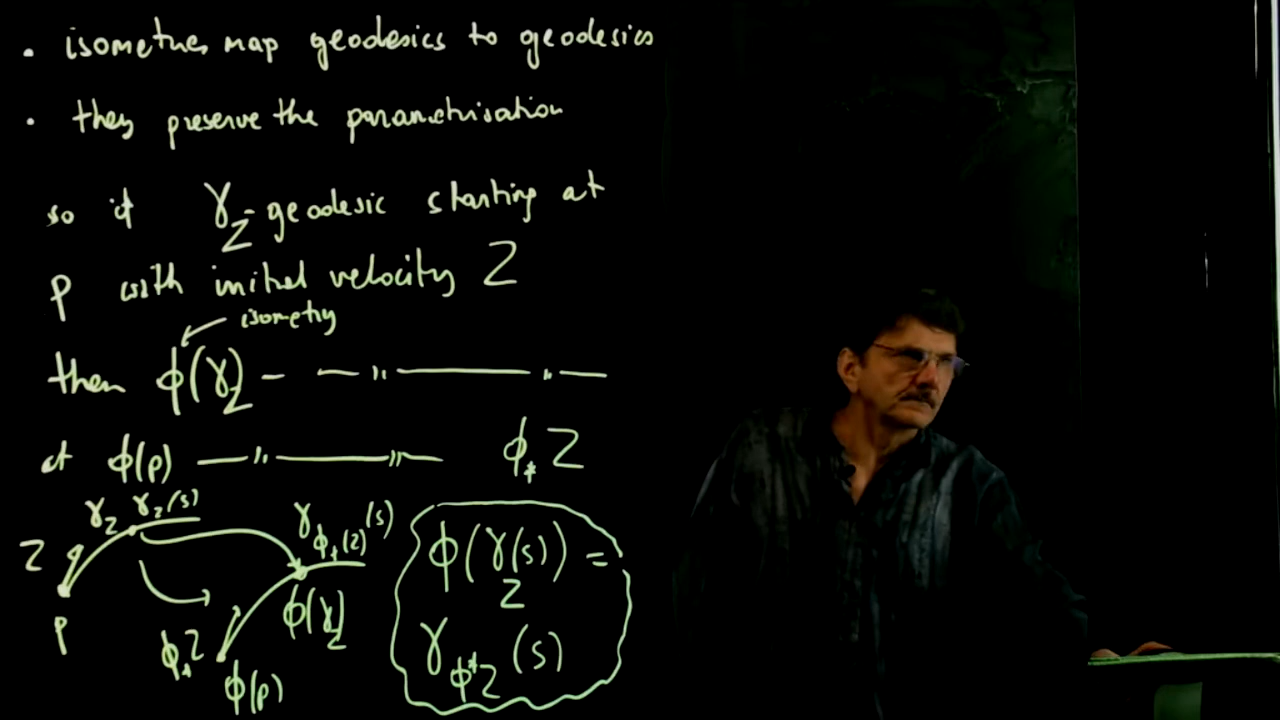 • isometries map geodesics to geodesics
• they preserve the parametrisation
so if γ_Z - geodesic starting at
p with initial velocity Z
isometry
then ϕ(γ_Z) - — " ——— " —
at ϕ(p) — " ——— " — ϕ_* Z
γ_Z γ_Z(s)
Z
p
γ_{ϕ_*(Z)}(s)
ϕ(γ_Z)
ϕ_* Z
ϕ(p)
ϕ(γ_Z(s)) =
γ_{ϕ^* Z}(s)